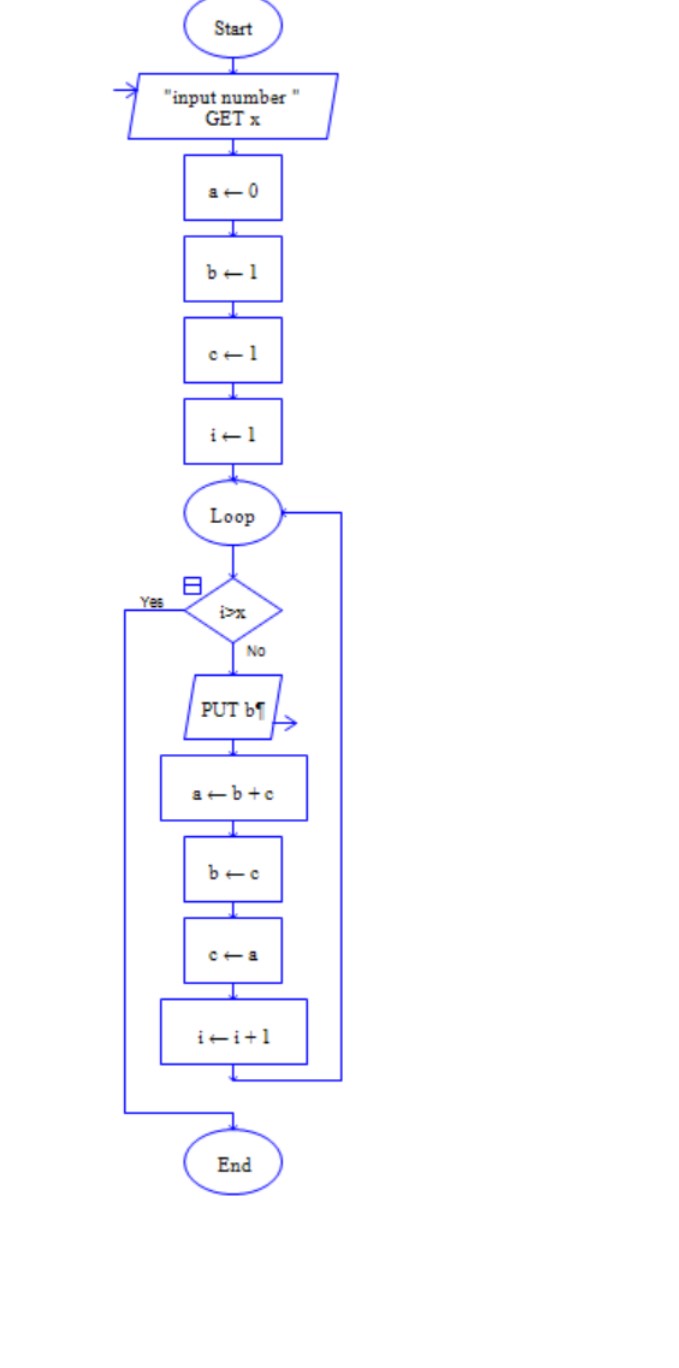 Start
"input number "
GET x
a ← 0
b ← 1
c ← 1
i ← 1
Loop
i>x
Yes
No
PUT b¶
a ← b + c
b ← c
c ← a
i ← i + 1
End